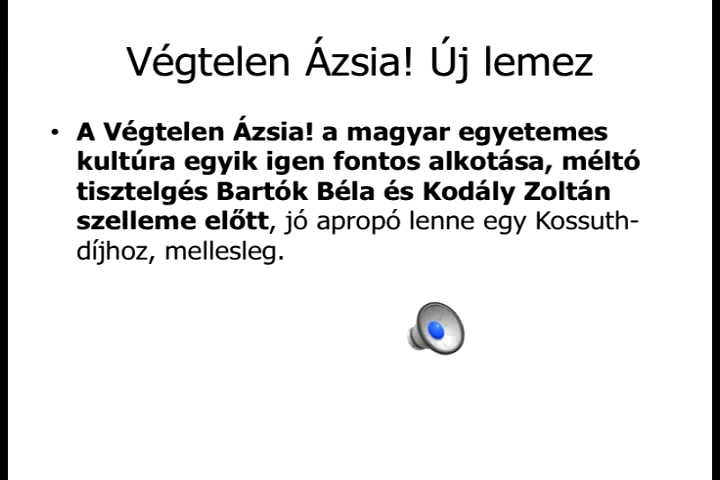 Végtelen Ázsia! Új lemez
• A Végtelen Ázsia! a magyar egyetemes
kultúra egyik igen fontos alkotása, méltó
tisztelgés Bartók Béla és Kodály Zoltán
szelleme előtt, jó apropó lenne egy Kossuth-
díjhoz, mellesleg.